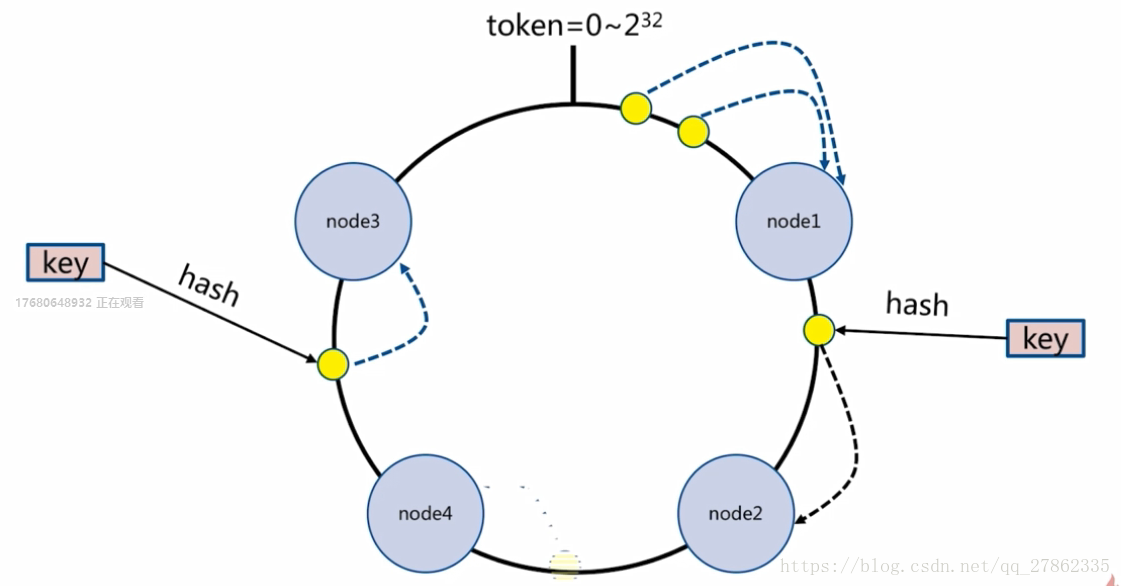 token=0~2³²
node3
node1
key
hash
17680648932 正在观看
hash
key
node4
node2
https://blog.csdn.net/qq_27862335